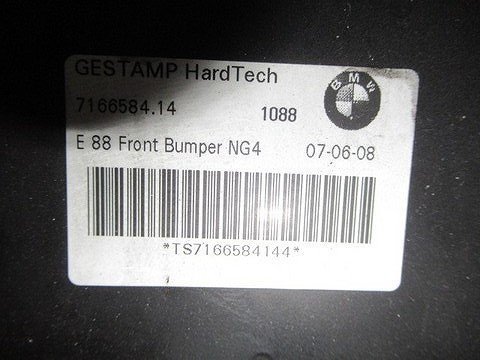 GESTAMP HardTech
BMW
7166584.14 1088
E 88 Front Bumper NG4 07-06-08
*TS7166584144*